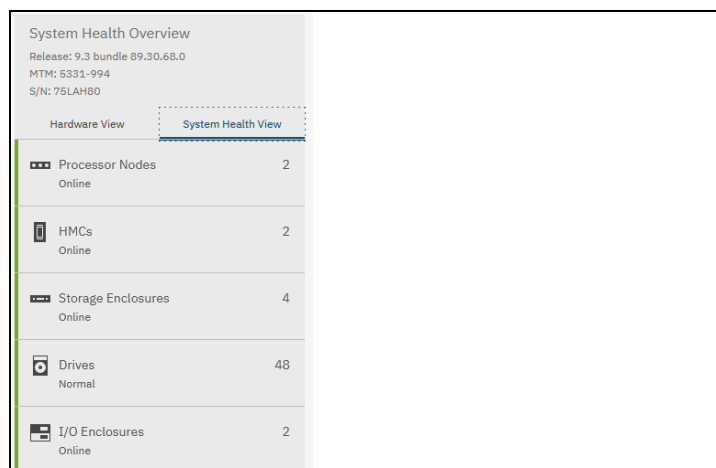 System Health Overview
Release: 9.3 bundle 89.30.68.0
MTM: 5331-994
S/N: 75LAH80
Hardware View System Health View
Processor Nodes 2
Online
HMCs 2
Online
Storage Enclosures 4
Online
Drives 48
Normal
I/O Enclosures 2
Online